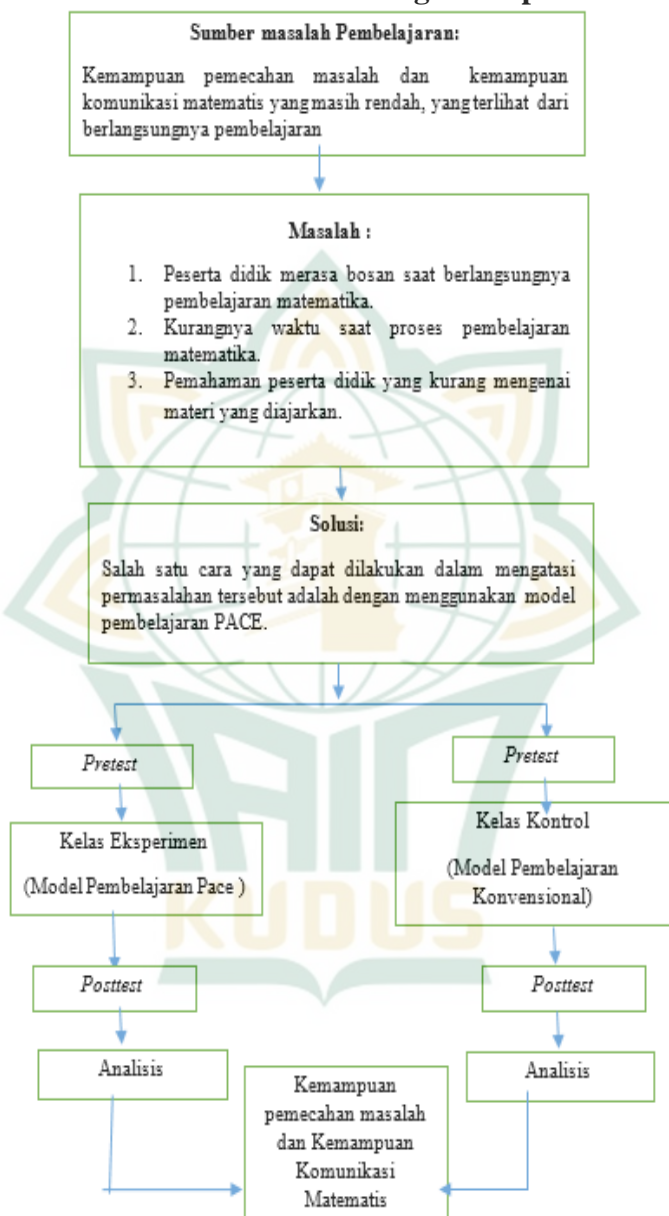 Sumber masalah Pembelajaran:
Kemampuan pemecahan masalah dan kemampuan
komunikasi matematis yang masih rendah, yang terlihat dari
berlangsungnya pembelajaran
Masalah :
1. Peserta didik merasa bosan saat berlangsungnya
pembelajaran matematika.
2. Kurangnya waktu saat proses pembelajaran
matematika.
3. Pemahaman peserta didik yang kurang mengenai
materi yang diajarkan.
Solusi:
Salah satu cara yang dapat dilakukan dalam mengatasi
permasalahan tersebut adalah dengan menggunakan model
pembelajaran PACE.
Pretest
Pretest
Kelas Eksperimen
(Model Pembelajaran Pace )
Kelas Kontrol
(Model Pembelajaran
Konvensional)
Posttest
Posttest
Analisis
Analisis
Kemampuan
pemecahan masalah
dan Kemampuan
Komunikasi
Matematis
IAIN
KUDUS